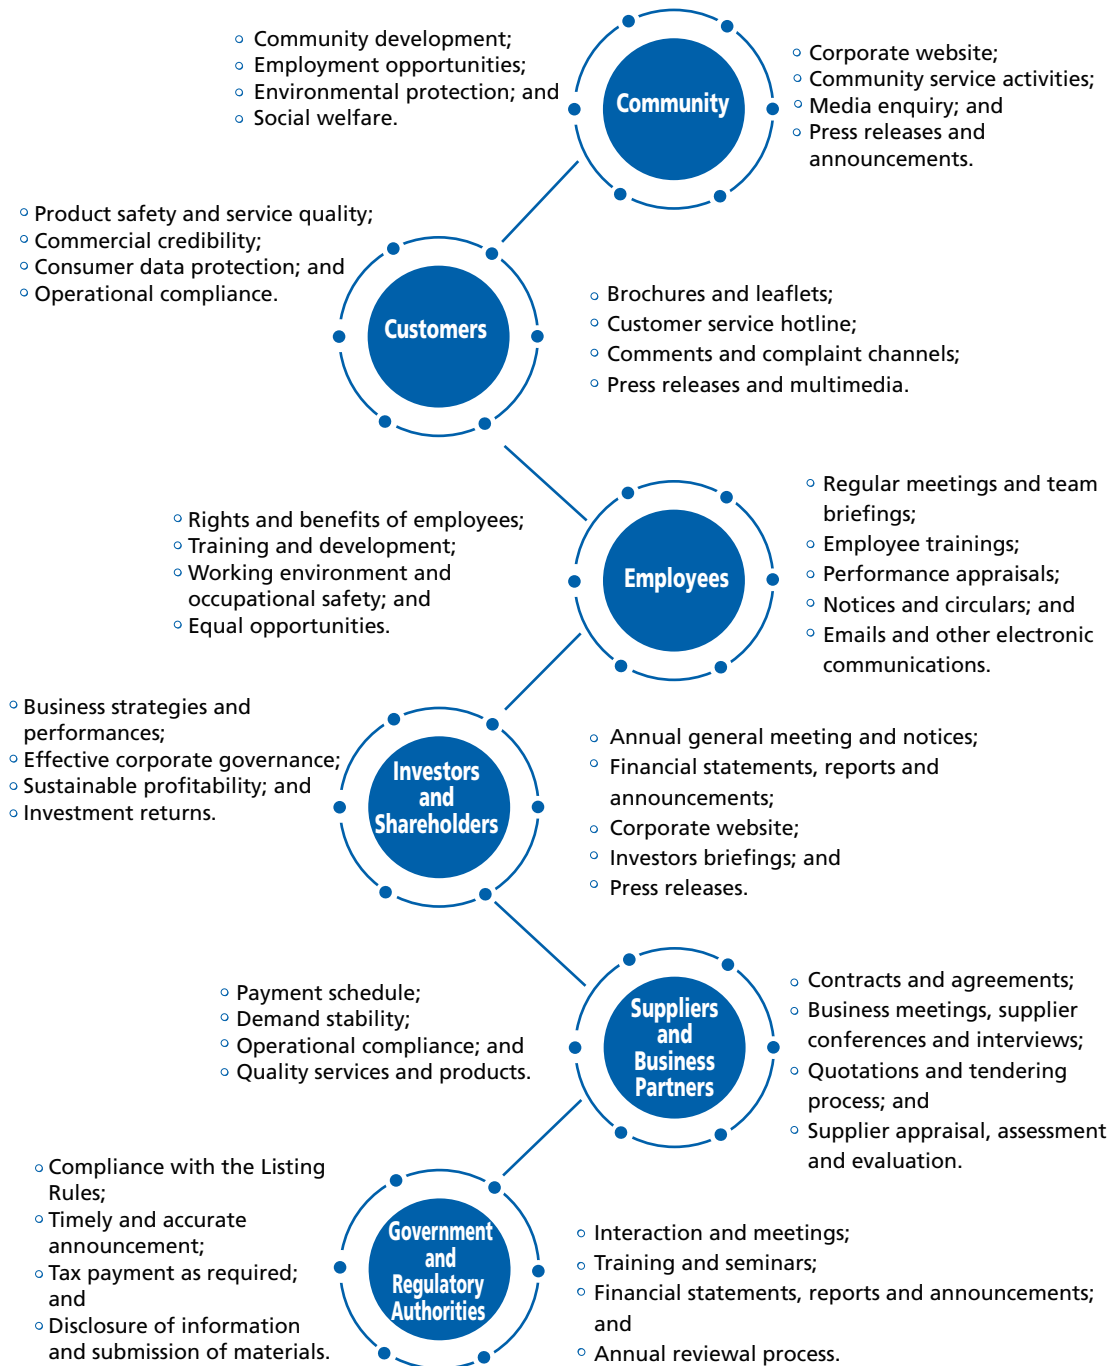 Community development;
Employment opportunities;
Environmental protection; and
Social welfare.
Community
Corporate website;
Community service activities;
Media enquiry; and
Press releases and
announcements.
Product safety and service quality;
Commercial credibility;
Consumer data protection; and
Operational compliance.
Customers
Brochures and leaflets;
Customer service hotline;
Comments and complaint channels;
Press releases and multimedia.
Rights and benefits of employees;
Training and development;
Working environment and
occupational safety; and
Equal opportunities.
Employees
Regular meetings and team
briefings;
Employee trainings;
Performance appraisals;
Notices and circulars; and
Emails and other electronic
communications.
Business strategies and
performances;
Effective corporate governance;
Sustainable profitability; and
Investment returns.
Investors
and
Shareholders
Annual general meeting and notices;
Financial statements, reports and
announcements;
Corporate website;
Investors briefings; and
Press releases.
Payment schedule;
Demand stability;
Operational compliance; and
Quality services and products.
Suppliers
and
Business
Partners
Contracts and agreements;
Business meetings, supplier
conferences and interviews;
Quotations and tendering
process; and
Supplier appraisal, assessment
and evaluation.
Compliance with the Listing
Rules;
Timely and accurate
announcement;
Tax payment as required;
and
Disclosure of information
and submission of materials.
Government
and
Regulatory
Authorities
Interaction and meetings;
Training and seminars;
Financial statements, reports and announcements;
and
Annual reviewal process.